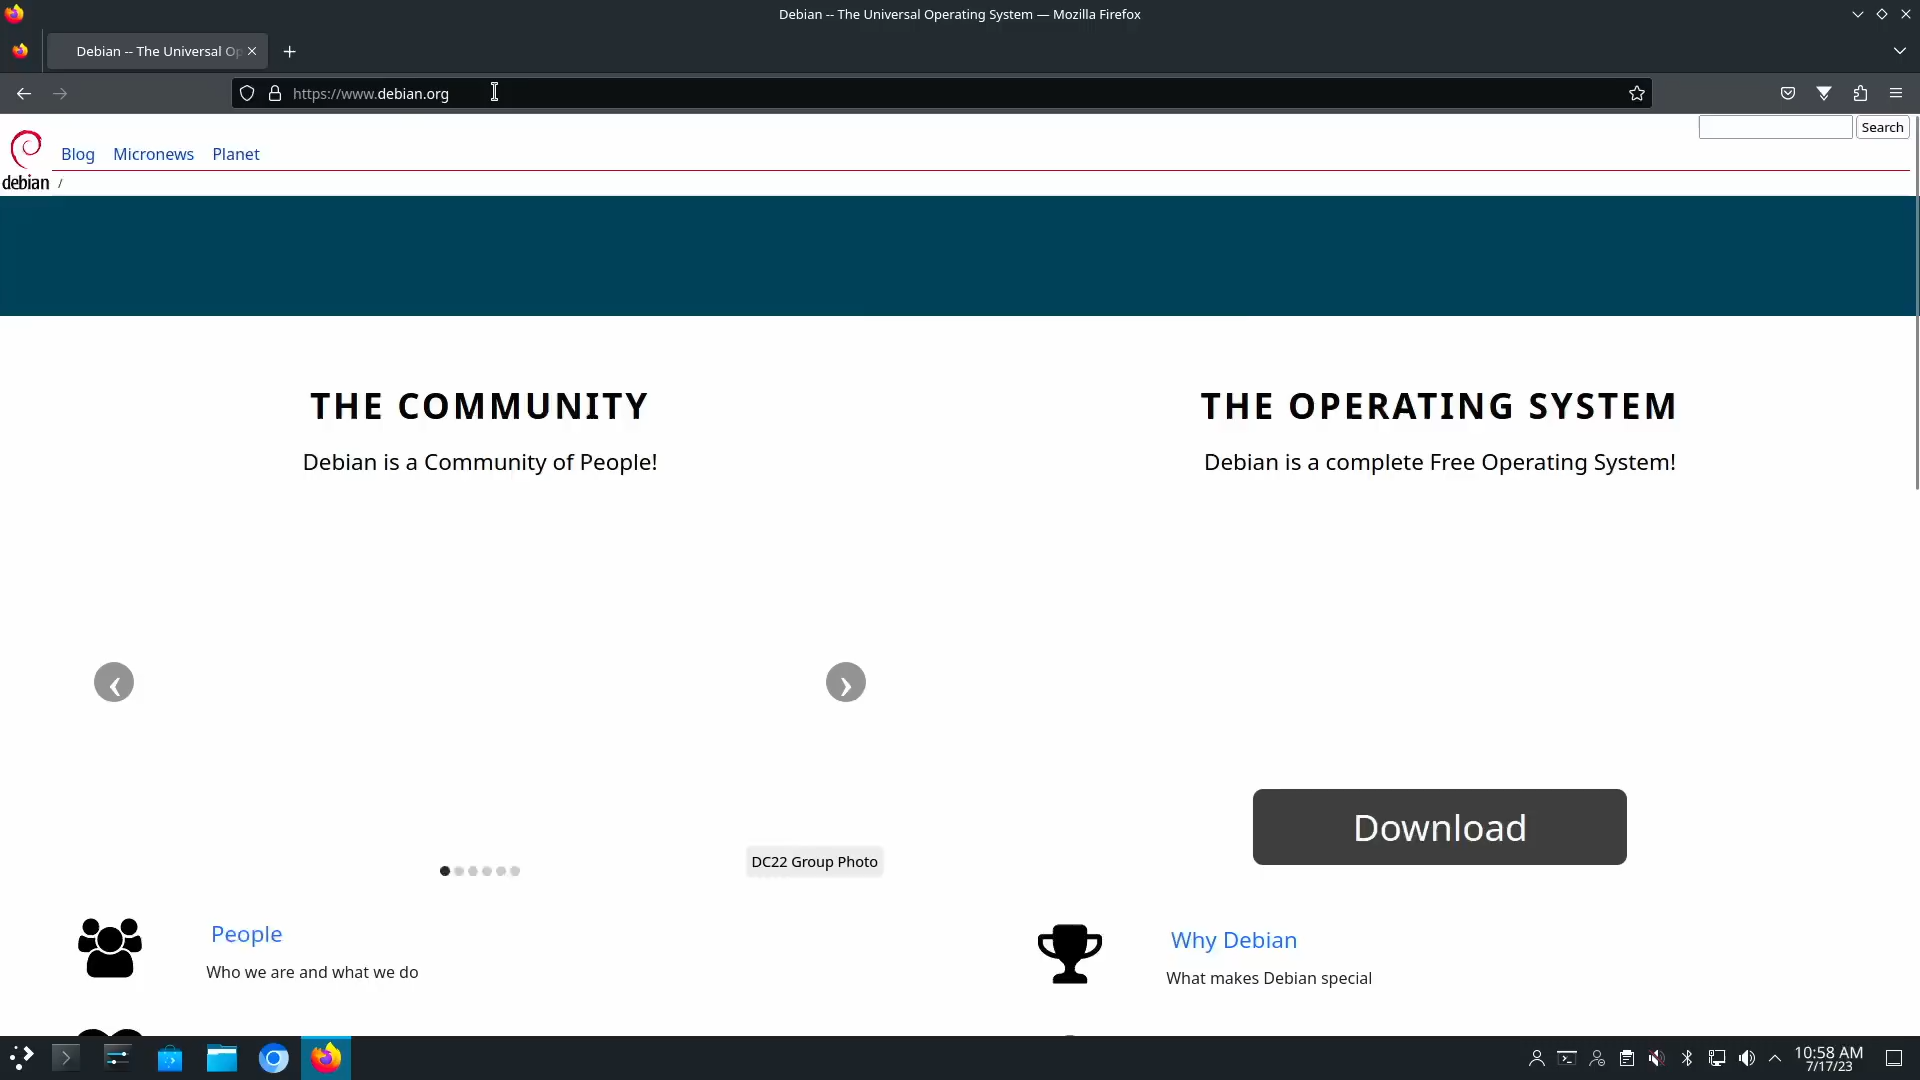 Debian -- The Universal Operating System — Mozilla Firefox
Debian -- The Universal Op
https://www.debian.org
Search
Blog Micronews Planet
debian /
THE COMMUNITY
Debian is a Community of People!
THE OPERATING SYSTEM
Debian is a complete Free Operating System!
Download
DC22 Group Photo
People
Who we are and what we do
Why Debian
What makes Debian special
10:58 AM
7/17/23